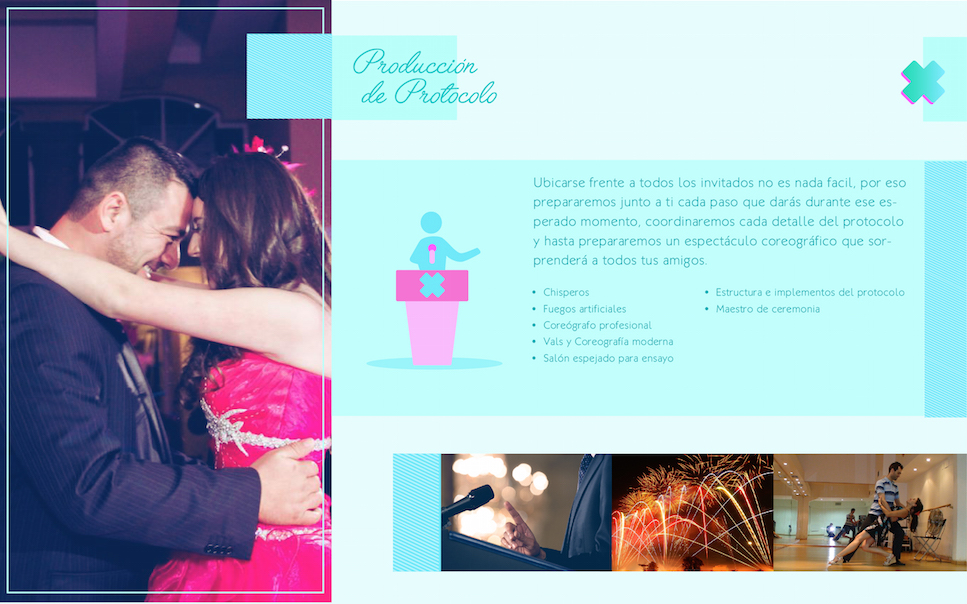 Producción
de Protocolo
Ubicarse frente a todos los invitados no es nada facil, por eso
prepararemos junto a ti cada paso que darás durante ese es-
perado momento, coordinaremos cada detalle del protocolo
y hasta prepararemos un espectáculo coreográfico que sor-
prenderá a todos tus amigos.
• Chisperos
• Fuegos artificiales
• Coreógrafo profesional
• Vals y Coreografía moderna
• Salón espejado para ensayo
• Estructura e implementos del protocolo
• Maestro de ceremonia